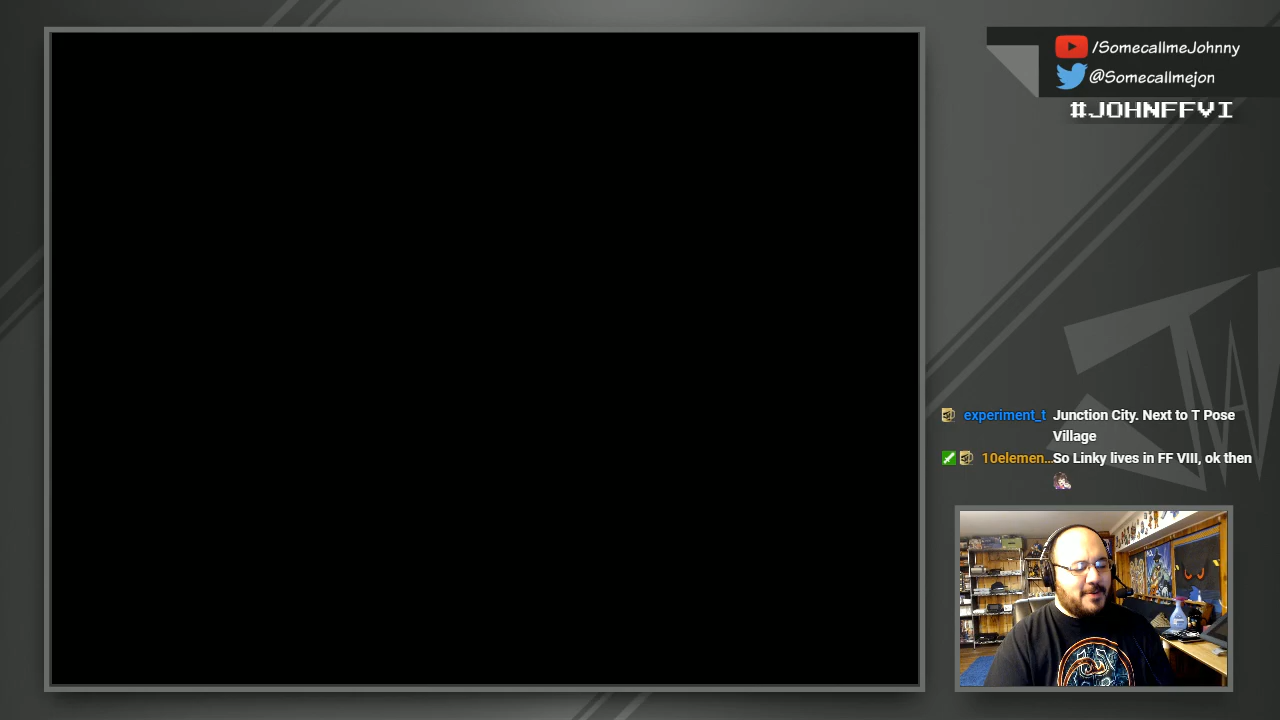 /SomecallmeJohnny
@Somecallmejon
#JOHNFFVI
experiment_t Junction City. Next to T Pose
Village
10elemen... So Linky lives in FF VIII, ok then